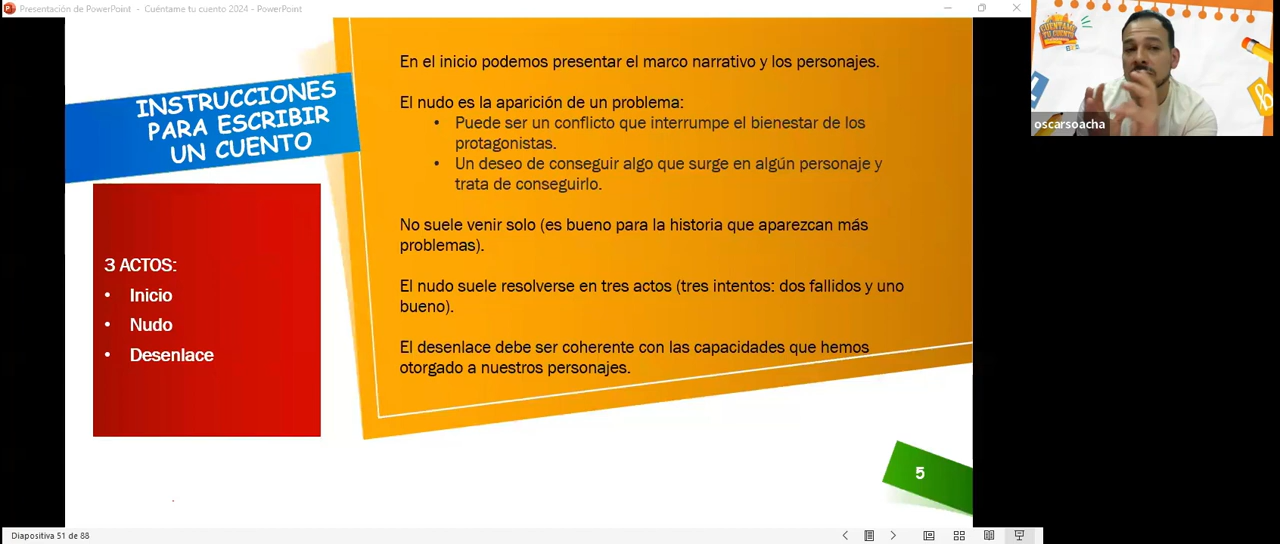 Presentación de PowerPoint - Cuéntame tu cuento 2024 - PowerPoint
CUÉNTAME
TU CUENTO
oscarsoacha
INSTRUCCIONES
PARA ESCRIBIR
UN CUENTO
3 ACTOS:
• Inicio
• Nudo
• Desenlace
En el inicio podemos presentar el marco narrativo y los personajes.
El nudo es la aparición de un problema:
• Puede ser un conflicto que interrumpe el bienestar de los
protagonistas.
• Un deseo de conseguir algo que surge en algún personaje y
trata de conseguirlo.
No suele venir solo (es bueno para la historia que aparezcan más
problemas).
El nudo suele resolverse en tres actos (tres intentos: dos fallidos y uno
bueno).
El desenlace debe ser coherente con las capacidades que hemos
otorgado a nuestros personajes.
5
Diapositiva 51 de 88